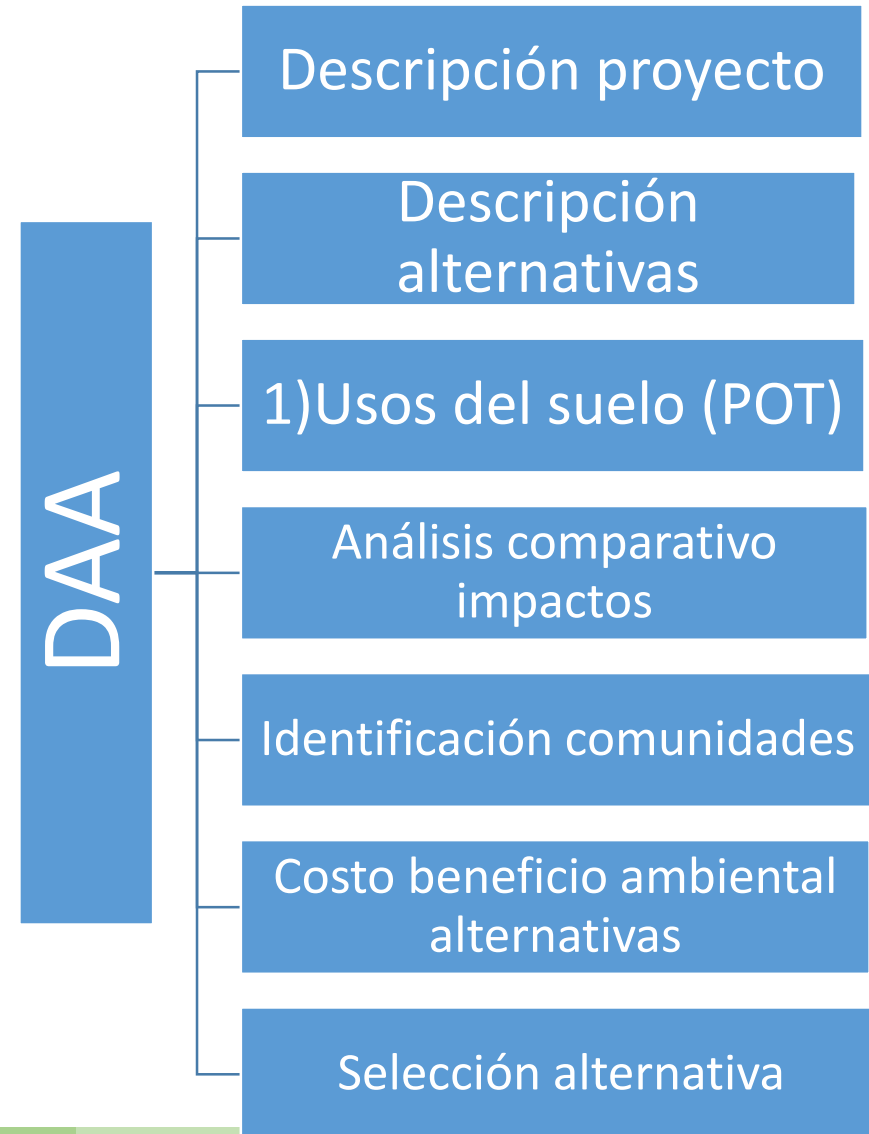 DAA
Descripción proyecto
Descripción
alternativas
1)Usos del suelo (POT)
Análisis comparativo
impactos
Identificación comunidades
Costo beneficio ambiental
alternativas
Selección alternativa